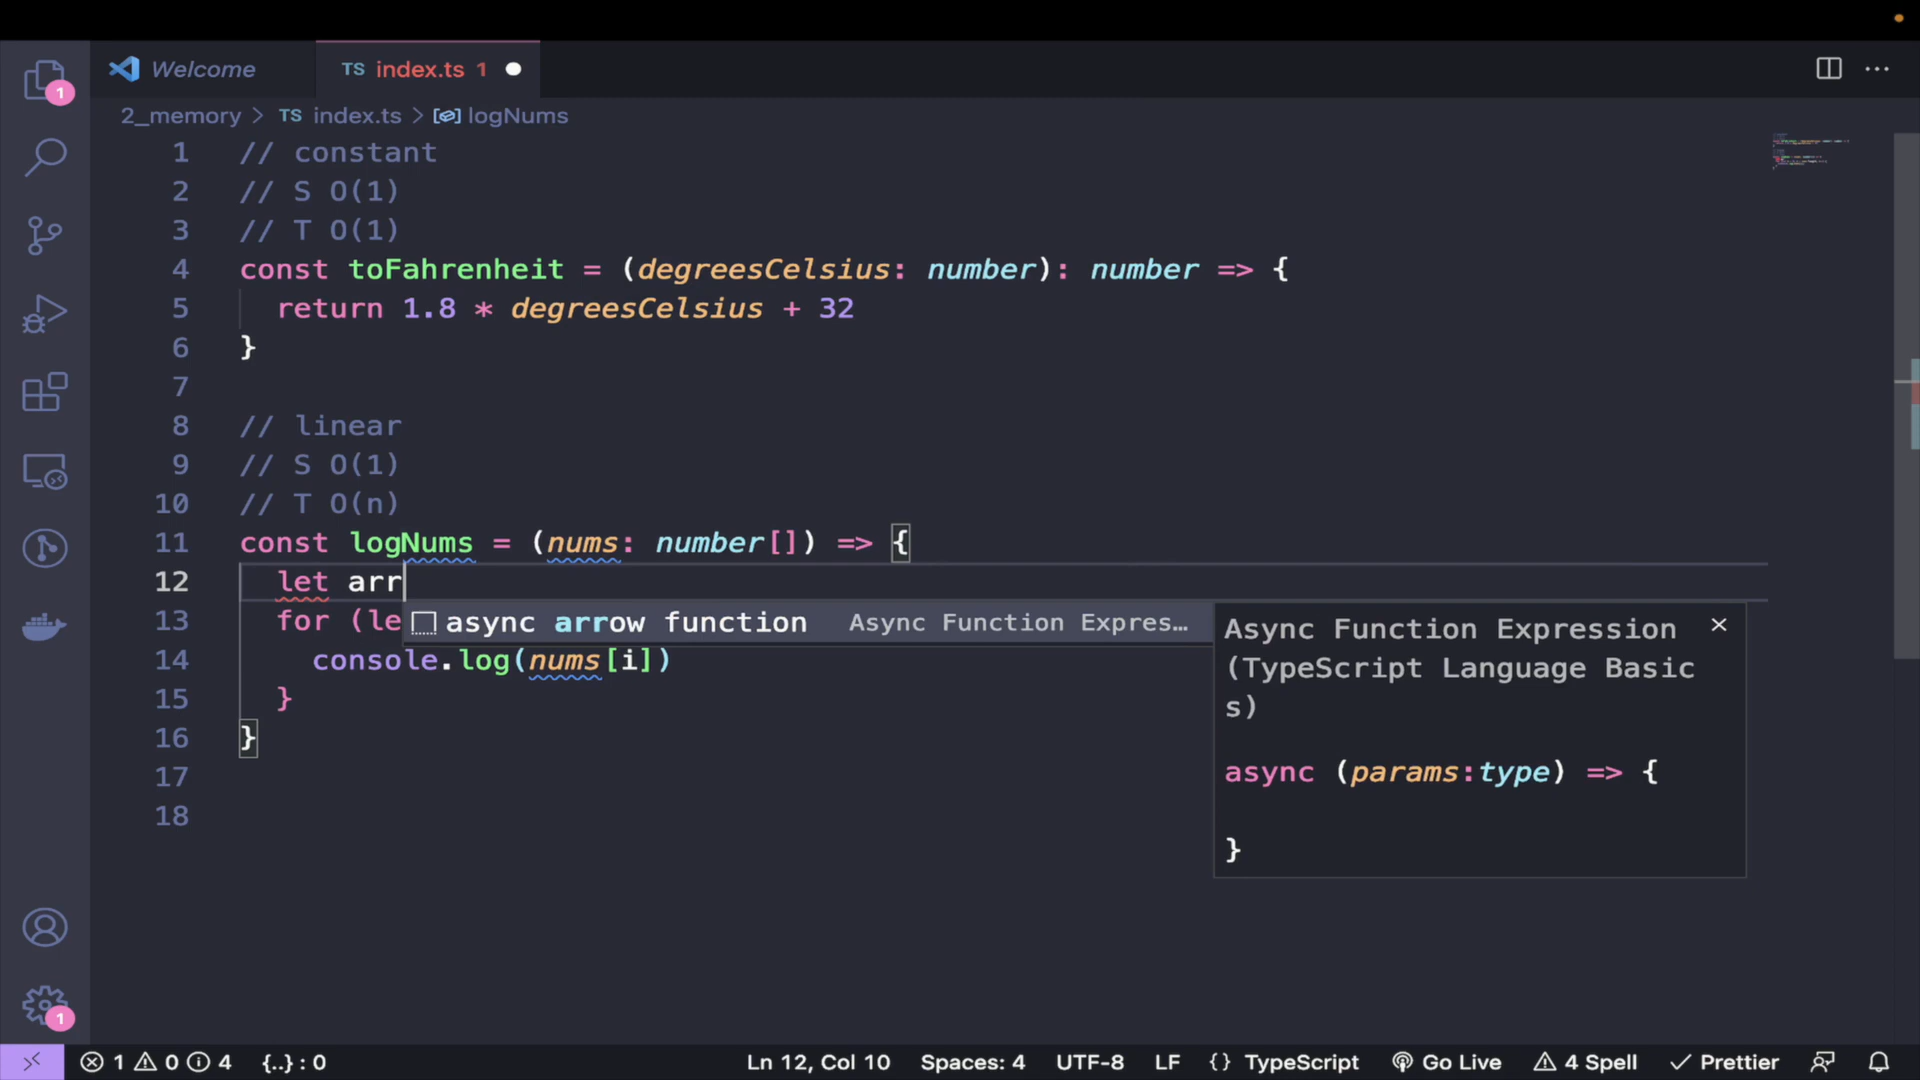 Welcome
TS index.ts 1
2_memory > TS index.ts > logNums
1 // constant
2 // S O(1)
3 // T O(1)
4 const toFahrenheit = (degreesCelsius: number): number => {
5 return 1.8 * degreesCelsius + 32
6 }
7
8 // linear
9 // S O(1)
10 // T O(n)
11 const logNums = (nums: number[]) => {
12 let arr
13 for (le
async arrow function Async Function Expres…
14 console.log(nums[i])
15 }
16 }
17
18
Async Function Expression
(TypeScript Language Basic
s)
async (params:type) => {
}
1
1
1 0 4 {..} : 0 Ln 12, Col 10 Spaces: 4 UTF-8 LF {} TypeScript Go Live 4 Spell Prettier